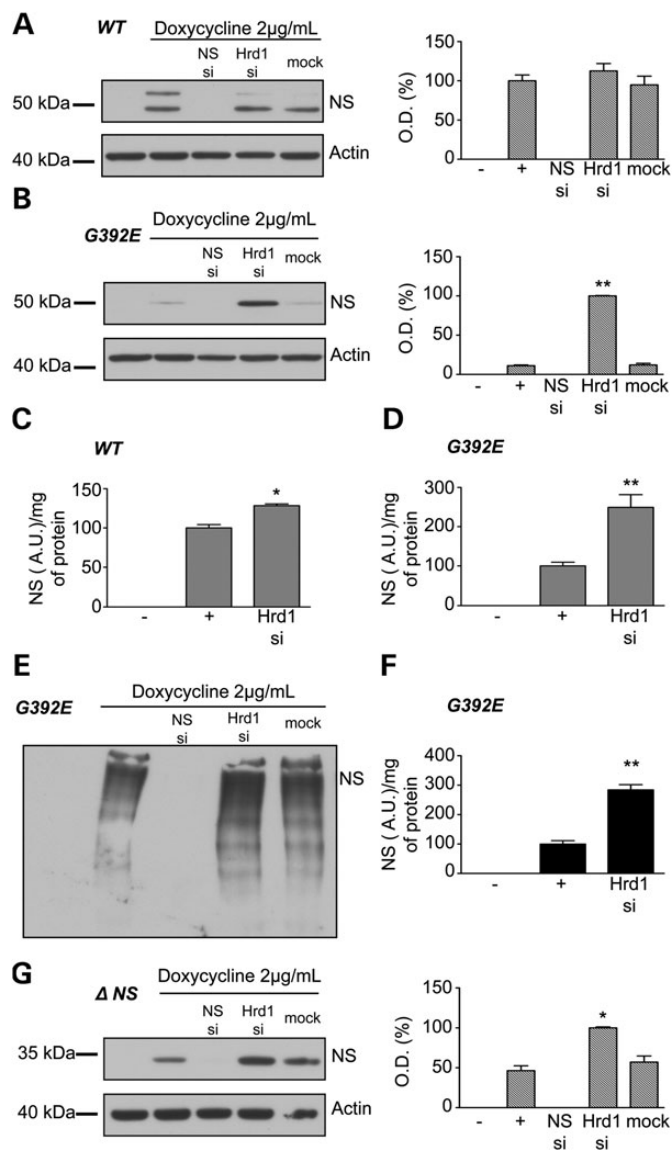 A
WT
Doxycycline 2µg/mL
NS si
Hrd1 si
mock
50 kDa
NS
40 kDa
Actin
O.D. (%)
150
100
50
0
- + NS si Hrd1 si mock
B
G392E
Doxycycline 2µg/mL
NS si
Hrd1 si
mock
50 kDa
NS
40 kDa
Actin
O.D. (%)
150
100
50
0
**
- + NS si Hrd1 si mock
C
WT
NS ( A.U.)/mg of protein
150
100
50
0
*
- + Hrd1 si
D
G392E
NS ( A.U.)/mg of protein
300
200
100
0
**
- + Hrd1 si
E
G392E
Doxycycline 2µg/mL
NS si
Hrd1 si
mock
NS
F
G392E
NS ( A.U.)/mg of protein
400
300
200
100
0
**
- + Hrd1 si
G
Δ NS
Doxycycline 2µg/mL
NS si
Hrd1 si
mock
35 kDa
NS
40 kDa
Actin
O.D. (%)
150
100
50
0
*
- + NS si Hrd1 si mock